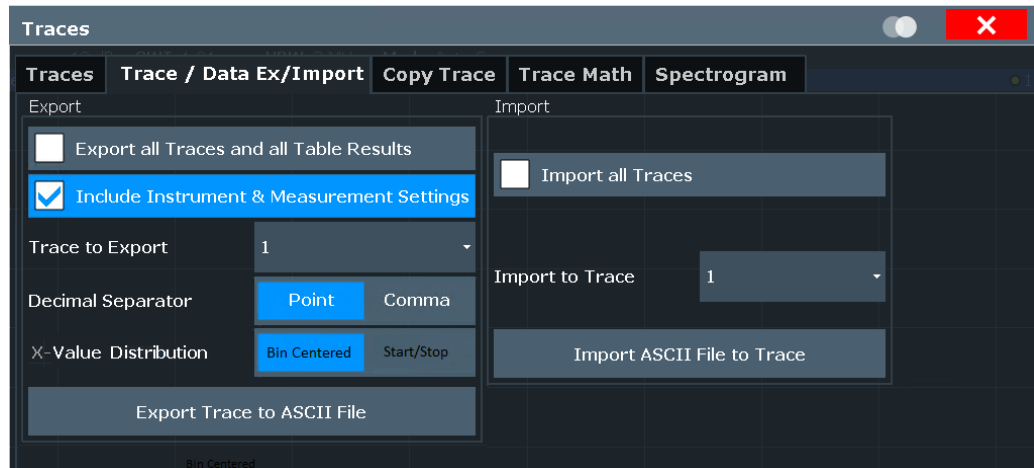 Traces
Traces Trace / Data Ex/Import Copy Trace Trace Math Spectrogram
Export
Import
Export all Traces and all Table Results
Include Instrument & Measurement Settings
Trace to Export 1
Decimal Separator Point Comma
X-Value Distribution Bin Centered Start/Stop
Export Trace to ASCII File
Import all Traces
Import to Trace 1
Import ASCII File to Trace
Bin Centered